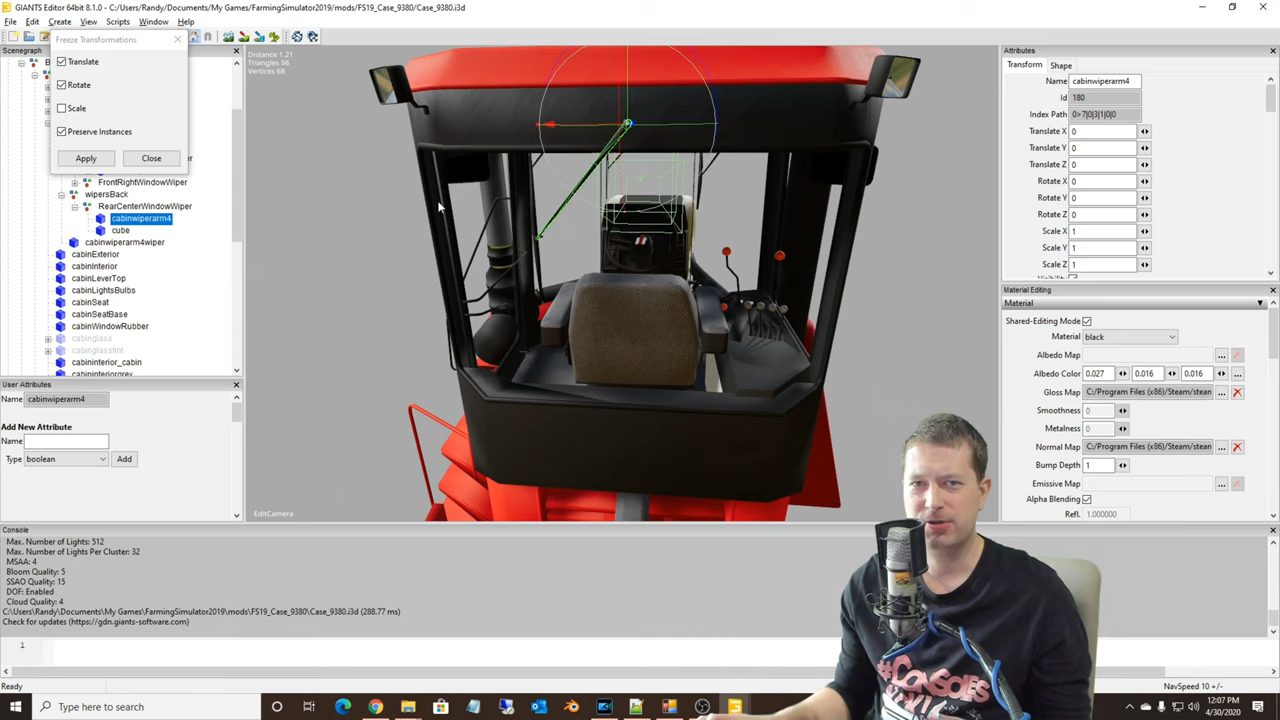 GIANTS Editor 64bit 8.1.0 - C:/Users/Randy/Documents/My Games/FarmingSimulator2019/mods/FS19_Case_9380/Case_9380.i3d
File Edit Create View Scripts Window Help
Scenegraph
Freeze Transformations
Translate
Rotate
Scale
Preserve Instances
Apply Close
FrontRightWindowWiper
wipersBack
RearCenterWindowWiper
cabinwiperarm4
cube
cabinwiperarm4wiper
cabinExterior
cabinInterior
cabinLeverTop
cabinLightsBulbs
cabinSeat
cabinSeatBase
cabinWindowRubber
cabinglass
cabinglasstint
cabininterior_cabin
cabininteriorgrey
User Attributes
Name cabinwiperarm4
Add New Attribute
Name
Type boolean Add
Distance 1.21
Triangles 56
Vertices 68
EditCamera
Attributes
Transform Shape
Name cabinwiperarm4
Id 180
Index Path 0>7|0|3|1|0|0
Translate X 0
Translate Y 0
Translate Z 0
Rotate X 0
Rotate Y 0
Rotate Z 0
Scale X 1
Scale Y 1
Scale Z 1
Material Editing
Material
Shared-Editing Mode
Material black
Albedo Map
Albedo Color 0.027 0.016 0.016
Gloss Map C:/Program Files (x86)/Steam/stean
Smoothness 0
Metalness 0
Normal Map C:/Program Files (x86)/Steam/stean
Bump Depth 1
Emissive Map
Alpha Blending
Refl. 1.000000
Console
Max. Number of Lights: 512
Max. Number of Lights Per Cluster: 32
MSAA: 4
Bloom Quality: 5
SSAO Quality: 15
DOF: Enabled
Cloud Quality: 4
C:\Users\Randy\Documents\My Games\FarmingSimulator2019\mods\FS19_Case_9380\Case_9380.i3d (288.77 ms)
Check for updates (https://gdn.giants-software.com)
1
Ready
NavSpeed 10 +/-
Type here to search
12:07 PM
4/30/2020